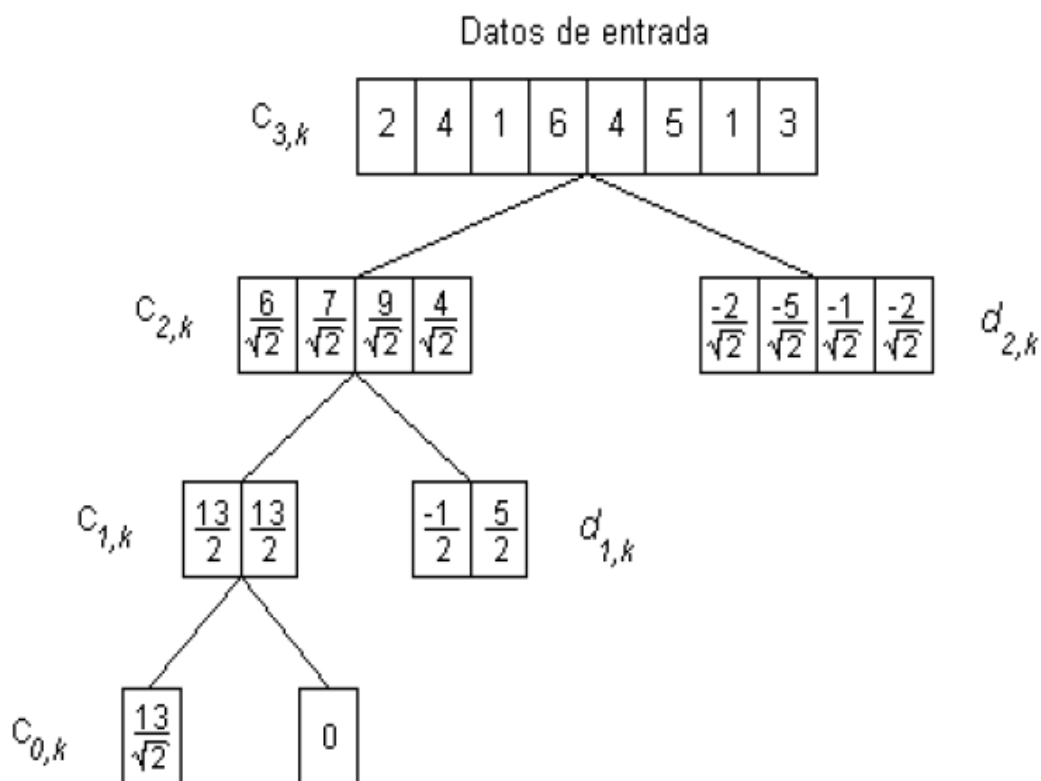 Datos de entrada
C3,k 2 4 1 6 4 5 1 3
C2,k 6/√2 7/√2 9/√2 4/√2 -2/√2 -5/√2 -1/√2 -2/√2 d2,k
C1,k 13/2 13/2 -1/2 5/2 d1,k
C0,k 13/√2 0